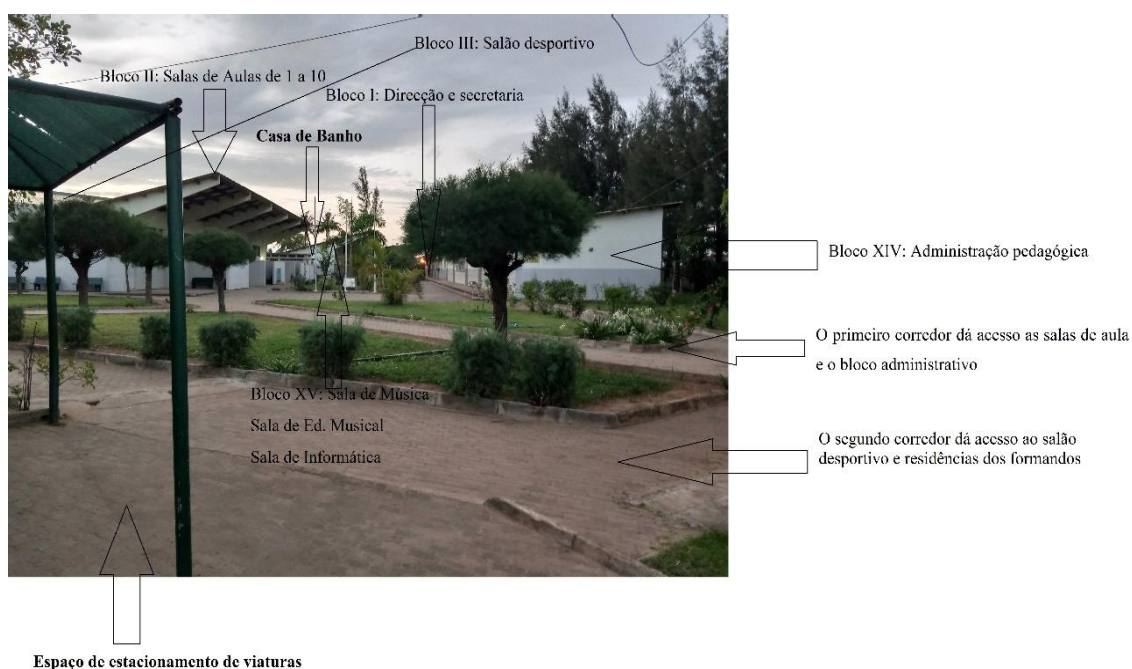 Bloco III: Salão desportivo
Bloco II: Salas de Aulas de 1 a 10
Bloco I: Direcção e secretaria
Casa de Banho
Bloco XIV: Administração pedagógica
O primeiro corredor dá acesso as salas de aula
e o bloco administrativo
Bloco XV: Sala de Música
Sala de Ed. Musical
Sala de Informática
O segundo corredor dá acesso ao salão
desportivo e residências dos formandos
Espaço de estacionamento de viaturas